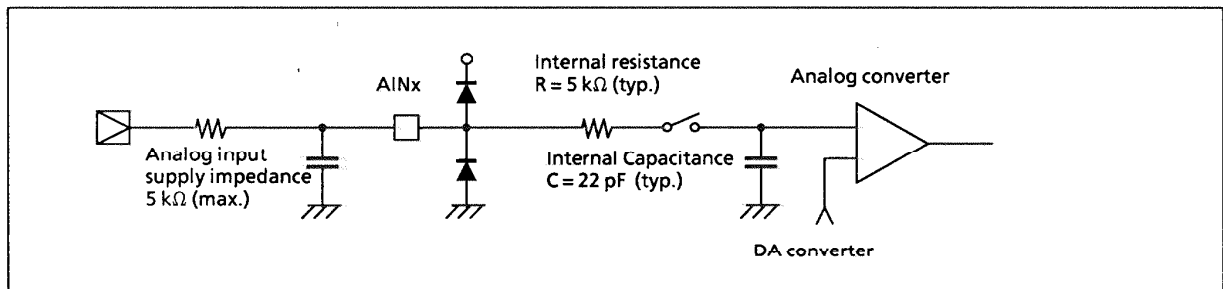 Internal resistance
R = 5 kΩ (typ.)
Analog converter
AINx
Analog input
supply impedance
5 kΩ (max.)
Internal Capacitance
C = 22 pF (typ.)
DA converter